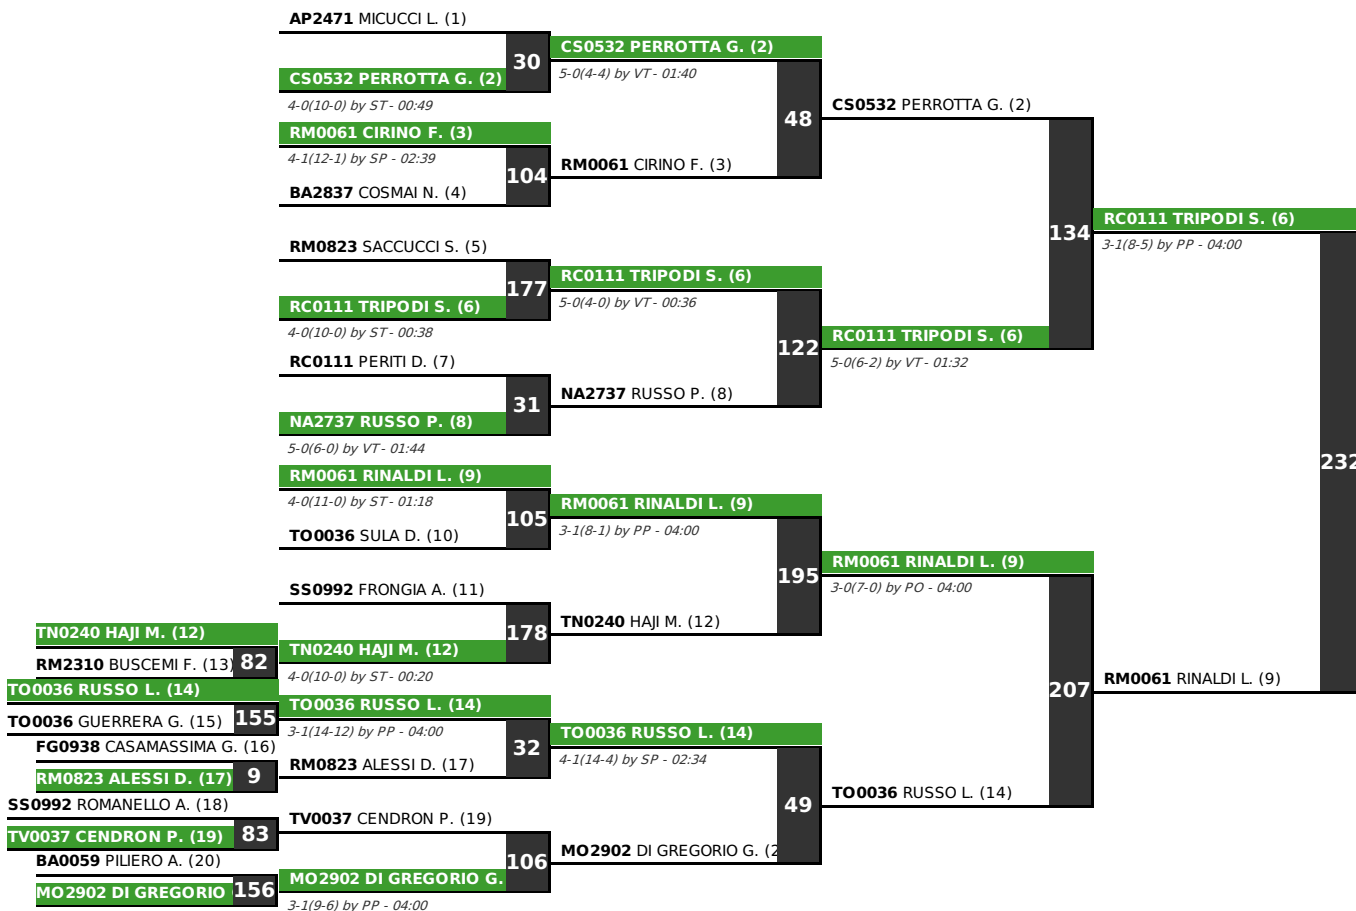 AP2471 MICUCCI L. (1)
30
CS0532 PERROTTA G. (2)
4-0(10-0) by ST - 00:49
RM0061 CIRINO F. (3)
4-1(12-1) by SP - 02:39
104
BA2837 COSMAI N. (4)
RM0823 SACCUCCI S. (5)
177
RC0111 TRIPODI S. (6)
4-0(10-0) by ST - 00:38
RC0111 PERITI D. (7)
31
NA2737 RUSSO P. (8)
5-0(6-0) by VT - 01:44
RM0061 RINALDI L. (9)
4-0(11-0) by ST - 01:18
105
TO0036 SULA D. (10)
SS0992 FRONGIA A. (11)
178
TN0240 HAJI M. (12)
4-0(10-0) by ST - 00:20
TN0240 HAJI M. (12)
RM2310 BUSCEMI F. (13)
82
TO0036 RUSSO L. (14)
TO0036 GUERRERA G. (15)
155
FG0938 CASAMASSIMA G. (16)
RM0823 ALESSI D. (17)
9
SS0992 ROMANELLO A. (18)
TV0037 CENDRON P. (19)
83
BA0059 PILIERO A. (20)
MO2902 DI GREGORIO
156
TO0036 RUSSO L. (14)
3-1(14-12) by PP - 04:00
32
RM0823 ALESSI D. (17)
TV0037 CENDRON P. (19)
106
MO2902 DI GREGORIO G.
3-1(9-6) by PP - 04:00
CS0532 PERROTTA G. (2)
5-0(4-4) by VT - 01:40
48
RM0061 CIRINO F. (3)
RC0111 TRIPODI S. (6)
5-0(4-0) by VT - 00:36
122
NA2737 RUSSO P. (8)
RM0061 RINALDI L. (9)
3-1(8-1) by PP - 04:00
195
TN0240 HAJI M. (12)
TO0036 RUSSO L. (14)
4-1(14-4) by SP - 02:34
49
MO2902 DI GREGORIO G. (2
CS0532 PERROTTA G. (2)
134
RC0111 TRIPODI S. (6)
5-0(6-2) by VT - 01:32
RM0061 RINALDI L. (9)
3-0(7-0) by PO - 04:00
207
TO0036 RUSSO L. (14)
RC0111 TRIPODI S. (6)
3-1(8-5) by PP - 04:00
232
RM0061 RINALDI L. (9)